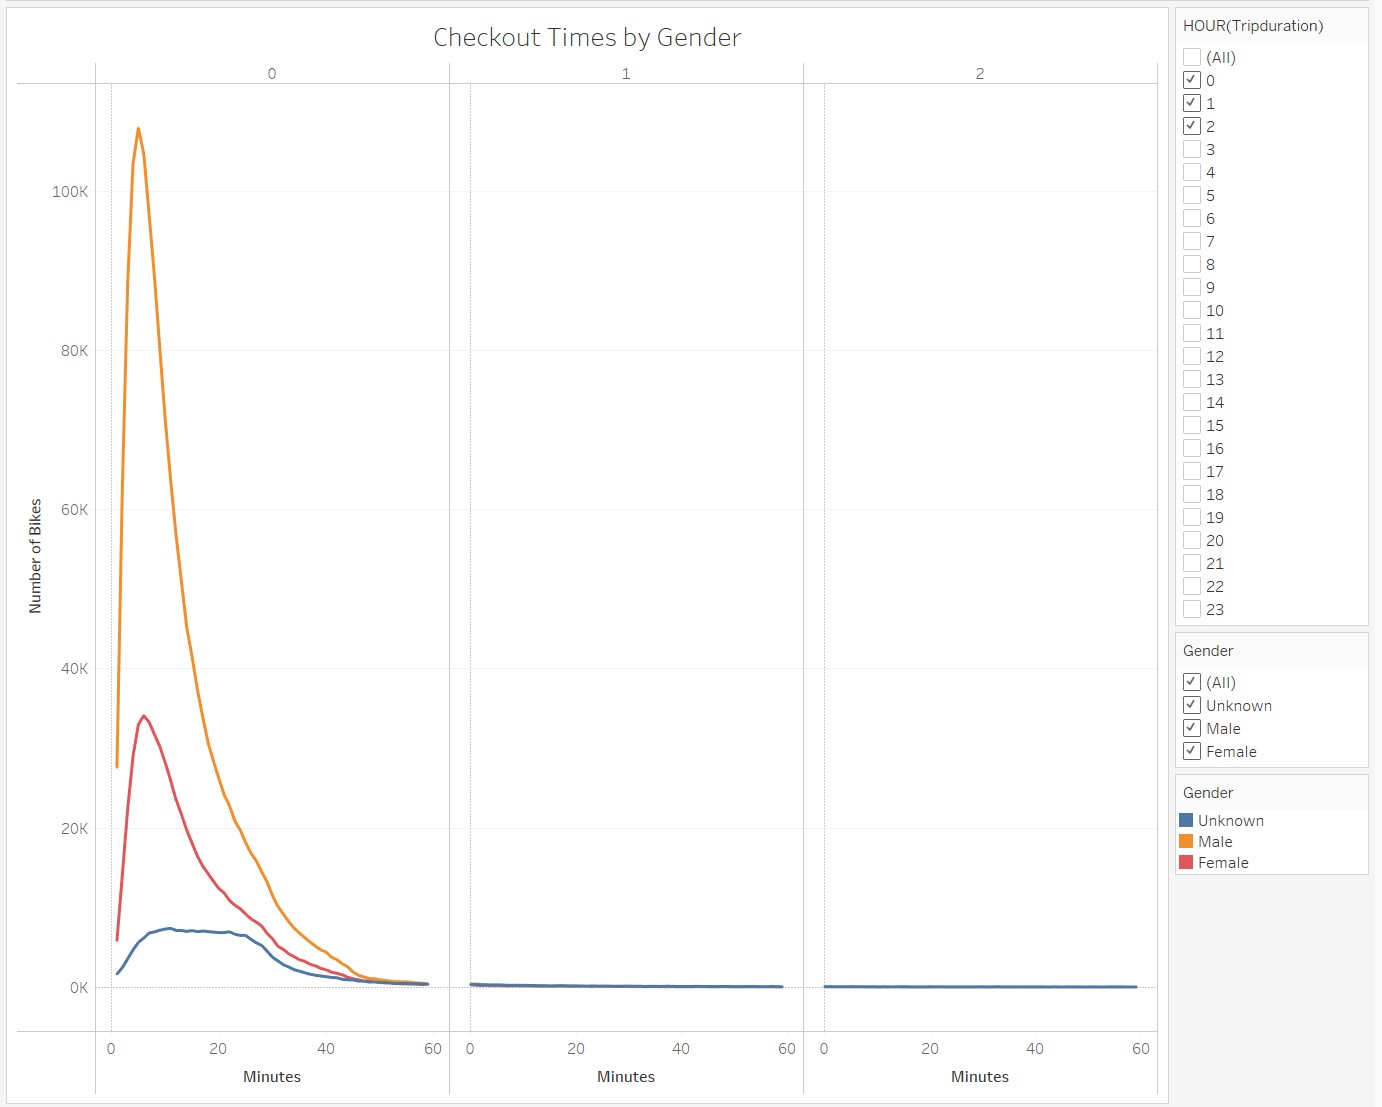 Checkout Times by Gender
0 1 2
100K
80K
60K
40K
20K
0K
Number of Bikes
0 20 40 60 0 20 40 60 0 20 40 60
Minutes Minutes Minutes
HOUR(Tripduration)
(All)
0
1
2
3
4
5
6
7
8
9
10
11
12
13
14
15
16
17
18
19
20
21
22
23
Gender
(All)
Unknown
Male
Female
Gender
Unknown
Male
Female